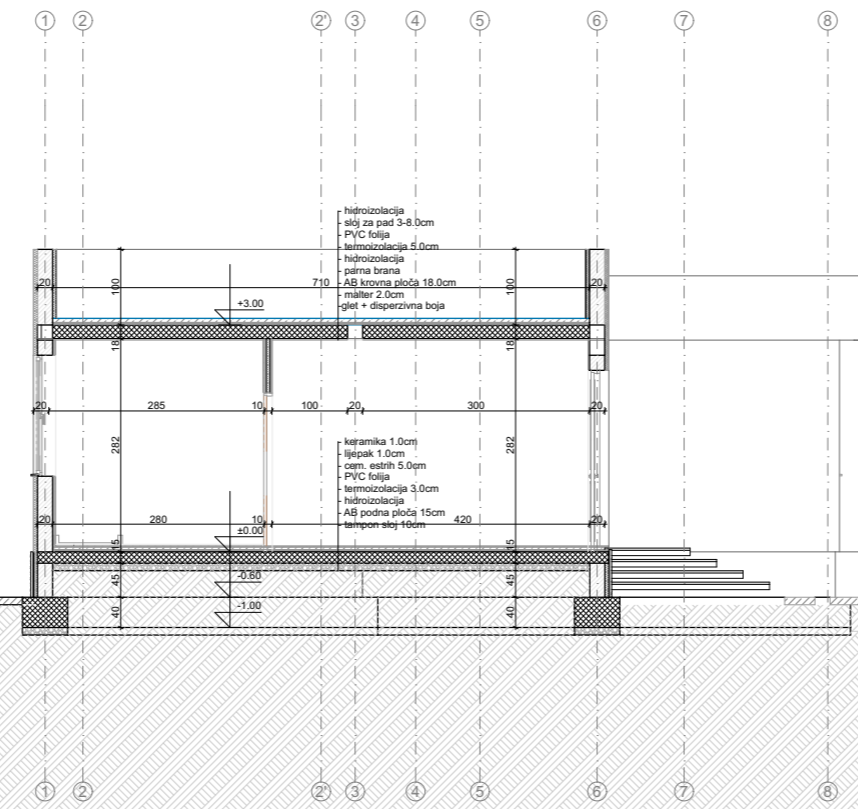 1 2 2' 3 4 5 6 7 8
hidroizolacija
sloj za pad 3-8.0cm
PVC folija
termoizolacija 5.0cm
hidroizolacija
parna brana
AB krovna ploča 18.0cm
malter 2.0cm
glet + disperzivna boja
20 710 20
100 100
+3.00
18 18
20 285 10 100 20 300 20
282 282
keramika 1.0cm
lijepak 1.0cm
cem. estrih 5.0cm
PVC folija
termoizolacija 3.0cm
hidroizolacija
AB podna ploča 15cm
tampon sloj 10cm
20 280 10 420 20
±0.00
15 15
-0.60
45 45
-1.00
40 40
1 2 2' 3 4 5 6 7 8